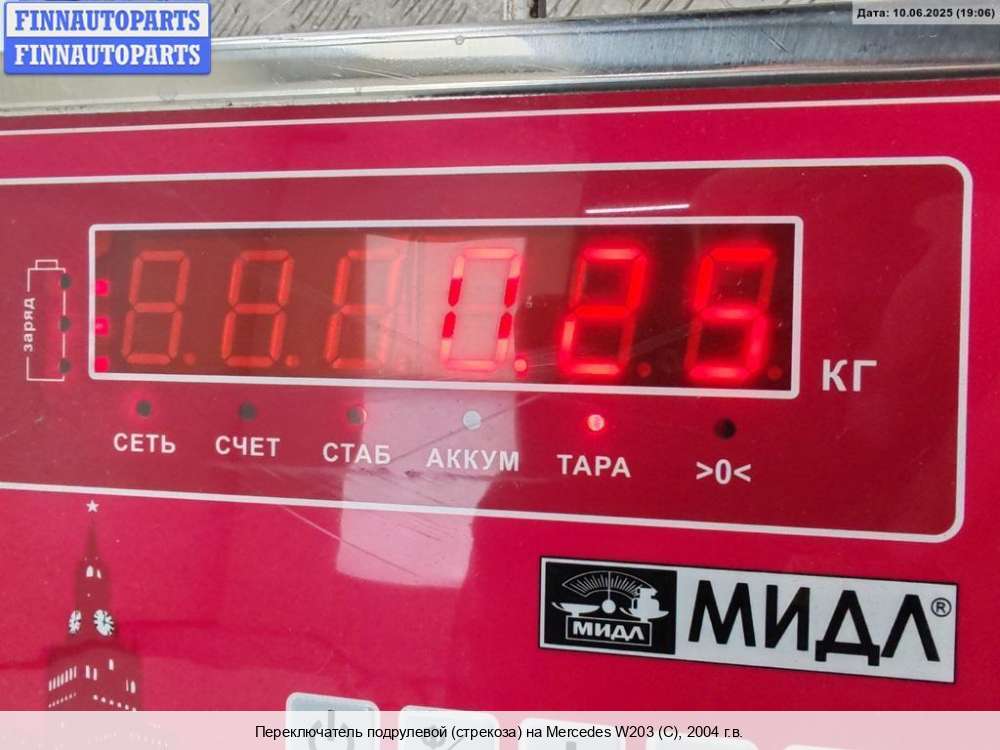 FINNAUTOPARTS
FINNAUTOPARTS
Дата: 10.06.2025 (19:06)
заряд
0.25
КГ
СЕТЬ СЧЕТ СТАБ АККУМ ТАРА >0<
МИДЛ
МИДЛ®
Переключатель подрулевой (стрекоза) на Mercedes W203 (C), 2004 г.в.